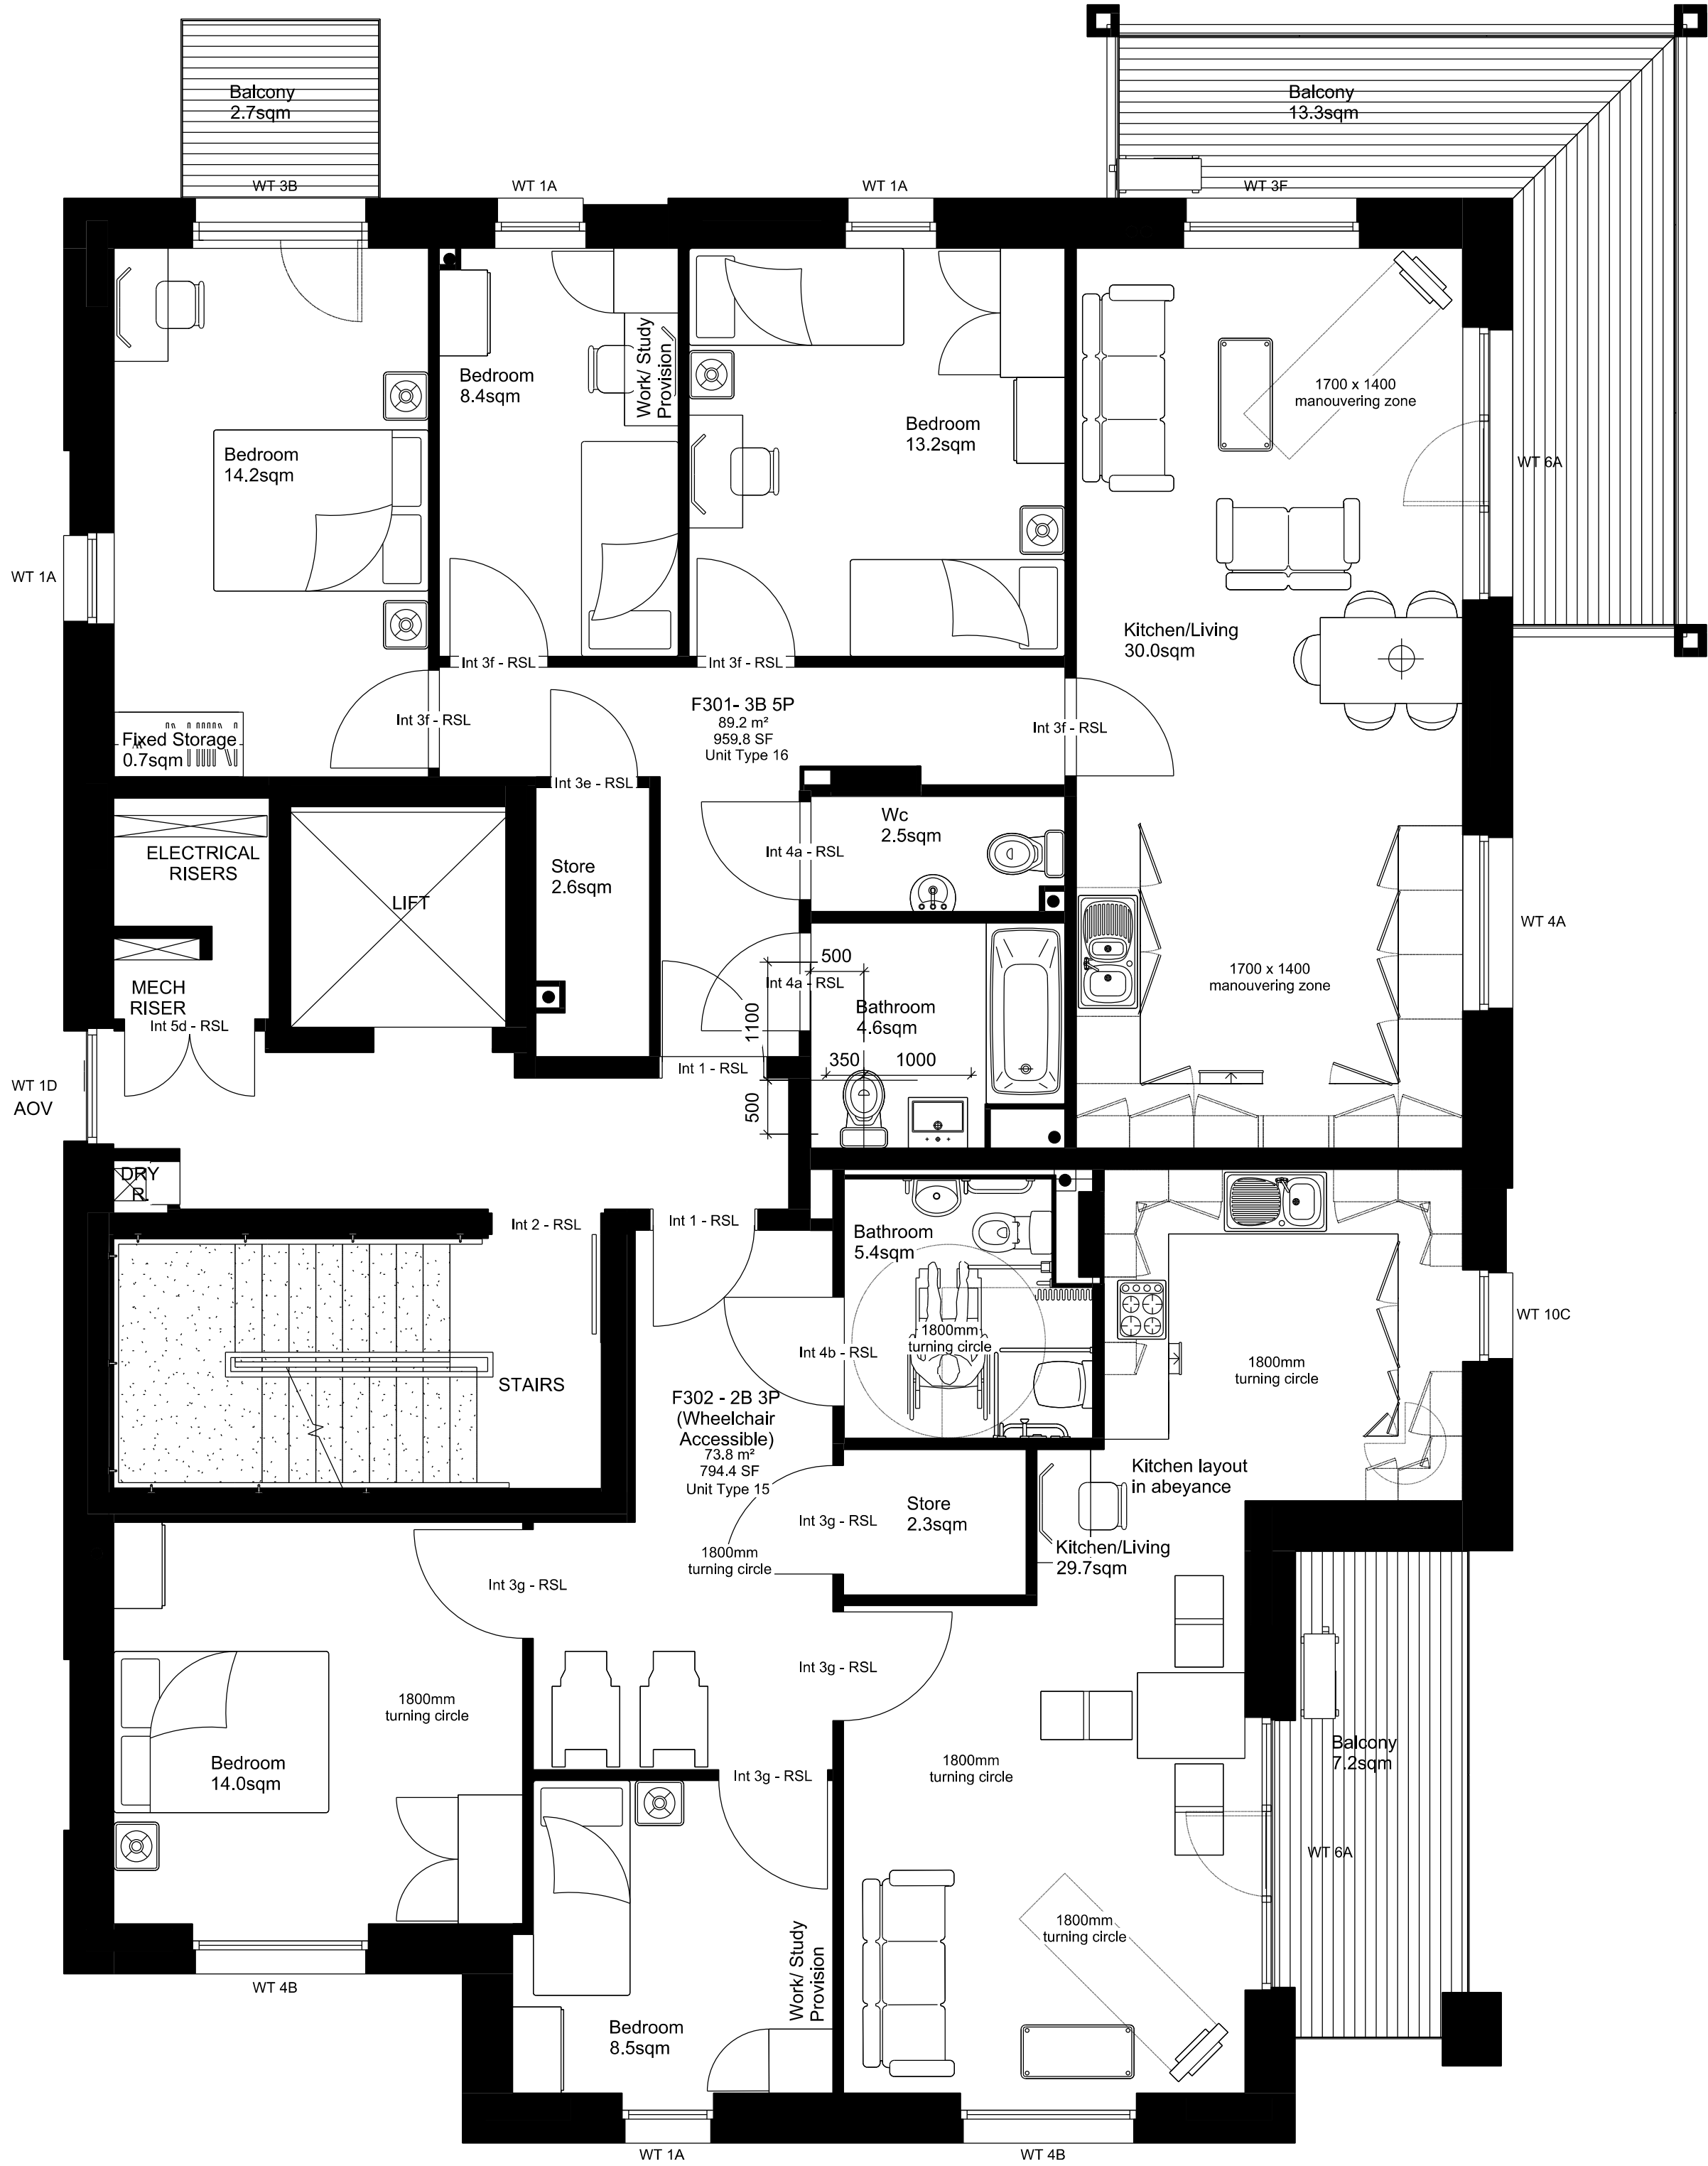 Balcony
2.7sqm
Balcony
13.3sqm
WT 3B
WT 1A
WT 1A
WT 3F
Work/ Study
Provision
Bedroom
8.4sqm
1700 x 1400
manouvering zone
Bedroom
13.2sqm
Bedroom
14.2sqm
WT 6A
WT 1A
Kitchen/Living
30.0sqm
Int 3f - RSL
Int 3f - RSL
Int 3f - RSL
F301- 3B 5P
89.2 m²
959.8 SF
Unit Type 16
Int 3f - RSL
Fixed Storage
0.7sqm
Int 3e - RSL
Wc
2.5sqm
ELECTRICAL
RISERS
Int 4a - RSL
Store
2.6sqm
LIFT
WT 4A
500
1700 x 1400
manouvering zone
Int 4a - RSL
MECH
RISER
Int 5d - RSL
Bathroom
4.6sqm
1100
350
1000
Int 1 - RSL
WT 1D
AOV
500
DRY
R.
Int 2 - RSL
Int 1 - RSL
Bathroom
5.4sqm
WT 10C
1800mm
turning circle
Int 4b - RSL
1800mm
turning circle
STAIRS
F302 - 2B 3P
(Wheelchair
Accessible)
73.8 m²
794.4 SF
Unit Type 15
Kitchen layout
in abeyance
Store
2.3sqm
Int 3g - RSL
Kitchen/Living
29.7sqm
1800mm
turning circle
Int 3g - RSL
Int 3g - RSL
1800mm
turning circle
Balcony
7.2sqm
Bedroom
14.0sqm
1800mm
turning circle
Int 3g - RSL
WT 6A
1800mm
turning circle
Work/ Study
Provision
WT 4B
Bedroom
8.5sqm
WT 1A
WT 4B